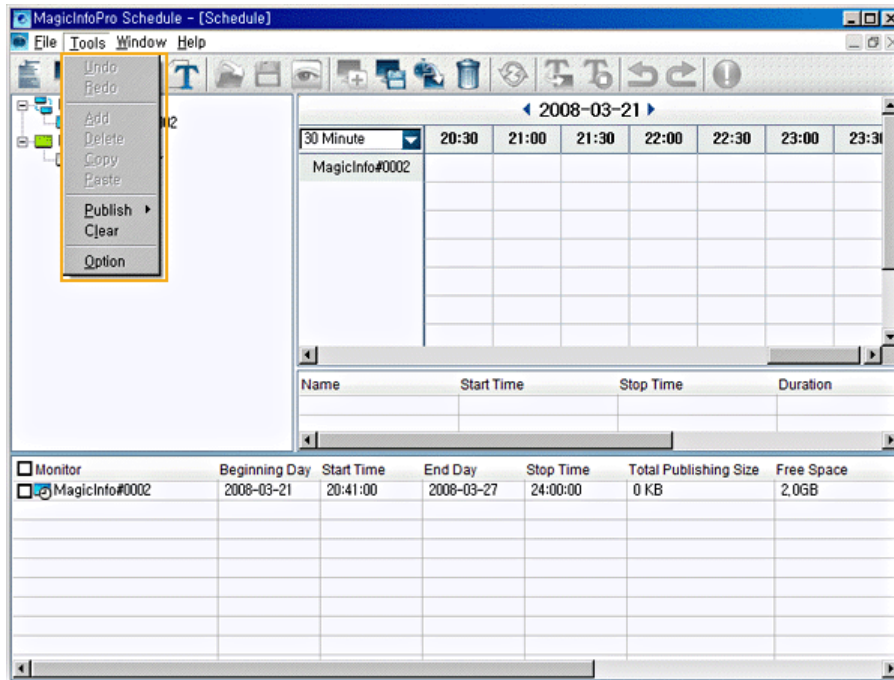 MagicInfoPro Schedule - [Schedule]
File Tools Window Help
Undo
Redo
Add
Delete
Copy
Paste
Publish
Clear
Option
2008-03-21
30 Minute 20:30 21:00 21:30 22:00 22:30 23:00 23:30
MagicInfo#0002
Name Start Time Stop Time Duration
Monitor Beginning Day Start Time End Day Stop Time Total Publishing Size Free Space
MagicInfo#0002 2008-03-21 20:41:00 2008-03-27 24:00:00 0 KB 2,0GB